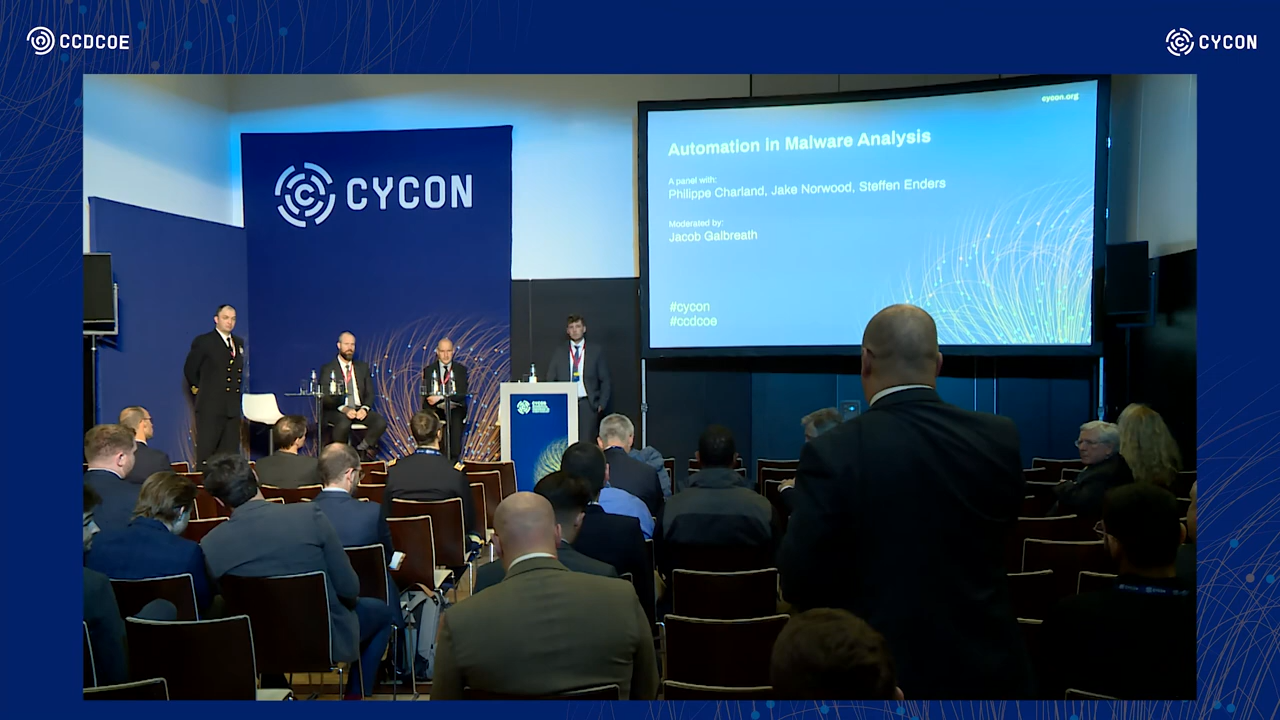 CCDCOE
CYCON
cycon.org
CYCON
Automation in Malware Analysis
A panel with:
Philippe Charland, Jake Norwood, Steffen Enders
Moderated by:
Jacob Galbreath
#cycon
#ccdcoe
CYCON